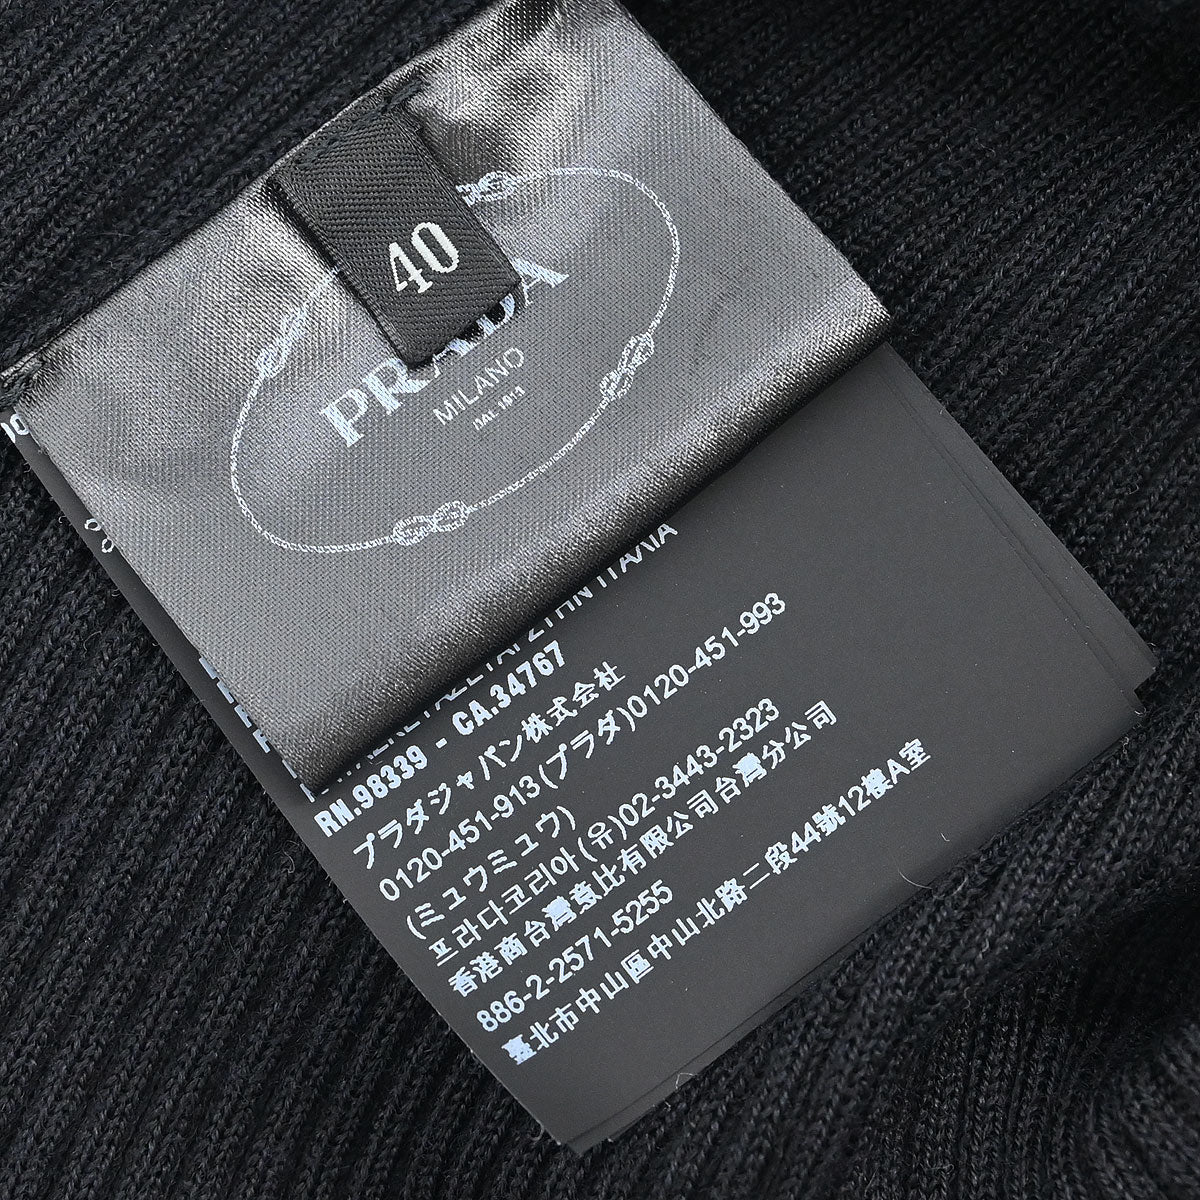 40
PRADA
MILANO
DAL 1913
RN.98339 - CA.34767
プラダジャパン株式会社
0120-451-913(プラダ)0120-451-993
(ミュウミュウ)
프라다코리아(유)02-3443-2323
香港商台灣薏比有限公司台灣分公司
886-2-2571-5255
臺北市中山區中山北路二段44號12樓A室